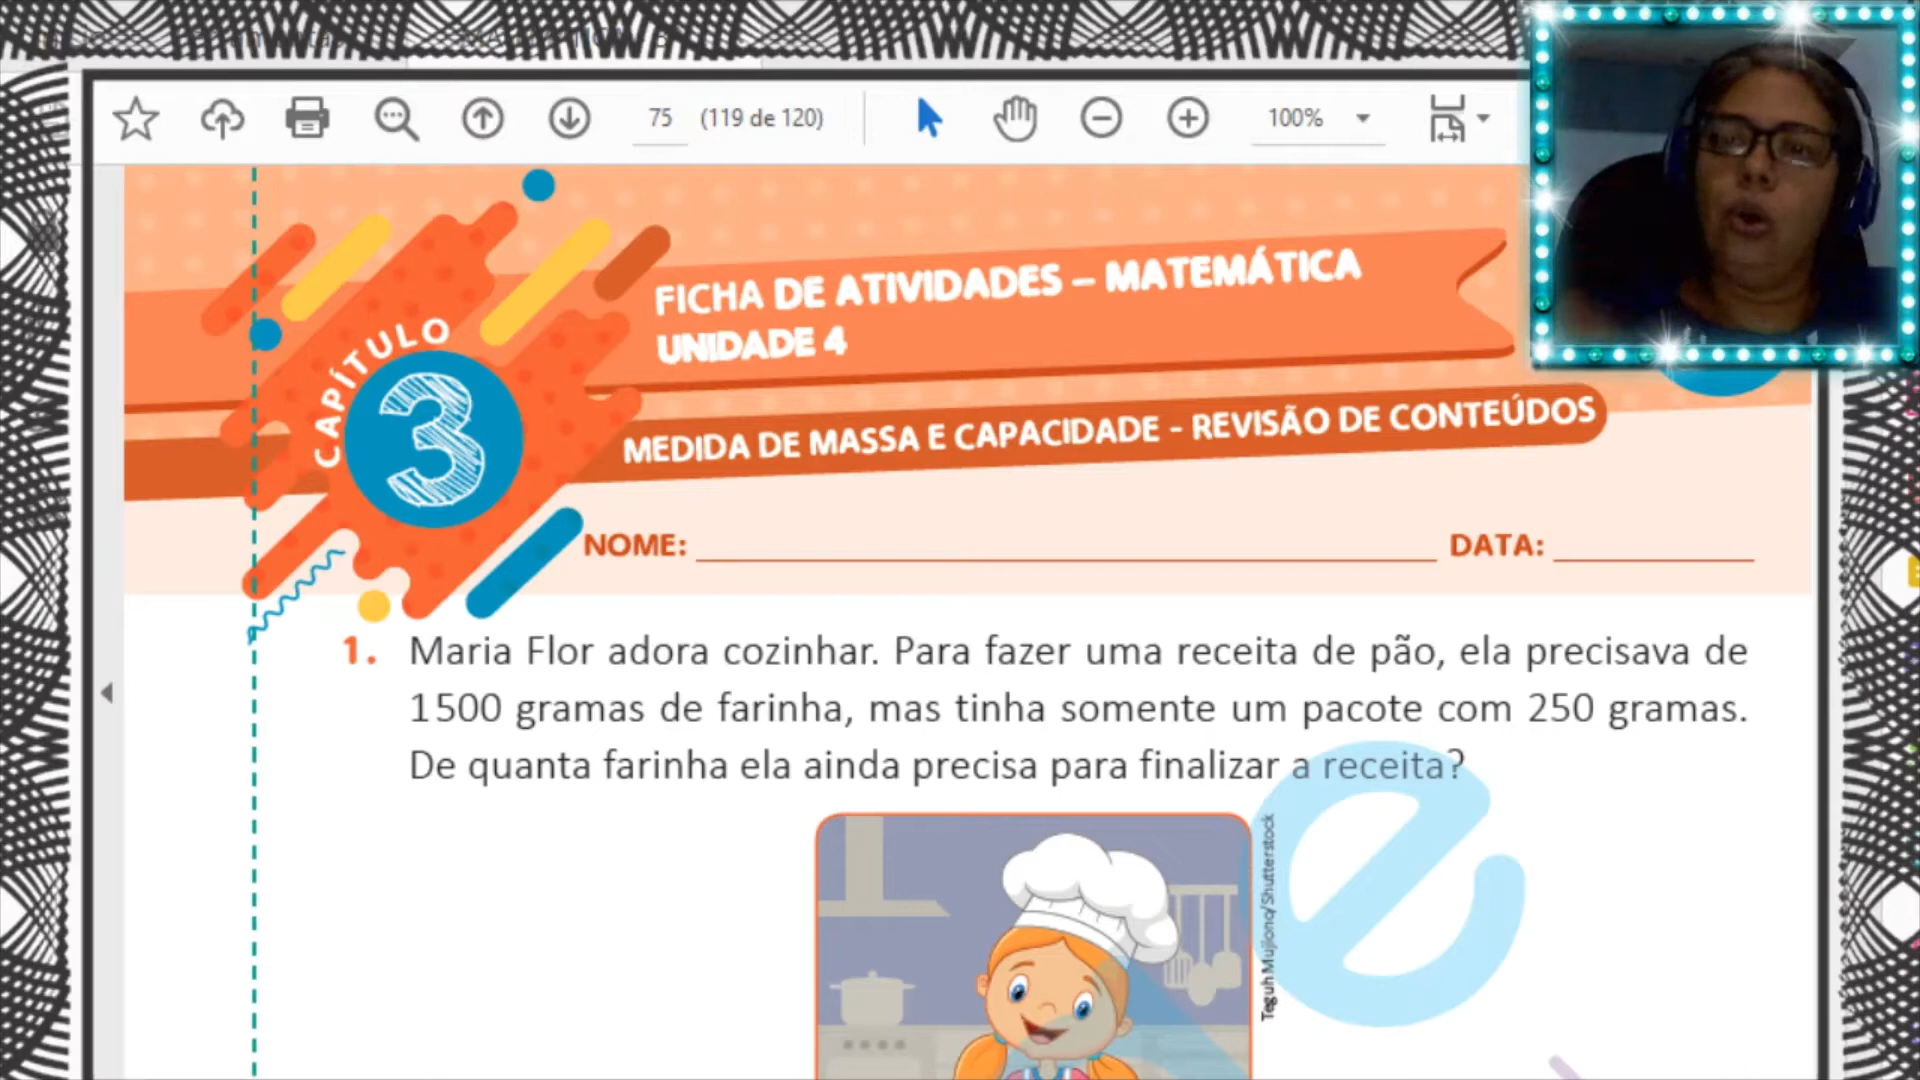 75 (119 de 120) 100%
FICHA DE ATIVIDADES – MATEMÁTICA
UNIDADE 4
CAPÍTULO
3
MEDIDA DE MASSA E CAPACIDADE - REVISÃO DE CONTEÚDOS
NOME: DATA:
1. Maria Flor adora cozinhar. Para fazer uma receita de pão, ela precisava de
1500 gramas de farinha, mas tinha somente um pacote com 250 gramas.
De quanta farinha ela ainda precisa para finalizar a receita?
Teguh Mujiono/Shutterstock
e